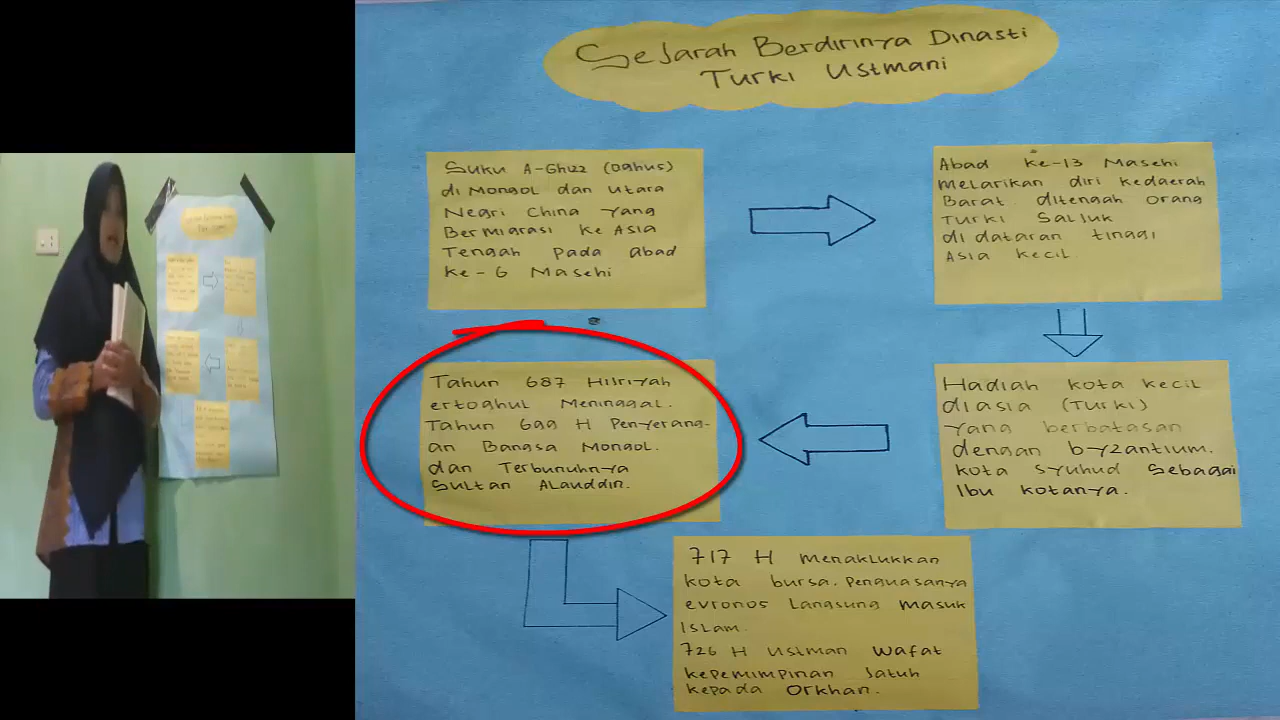 Sejarah Berdirinya Dinasti
Turki Ustmani
Suku A-Ghizz (Oghus)
di Mongol dan utara
Negri China yang
Bermigrasi ke Asia
Tengah pada abad
ke-6 Masehi
Abad ke-13 Masehi
melarikan diri kedaerah
Barat ditengah orang
Turki Saljuk
di dataran tinggi
Asia kecil.
Hadiah kota kecil
diasia (Turki)
yang berbatasan
dengan byzantium.
kota syuhud sebagai
Ibu kotanya.
Tahun 687 Hijriyah
ertoghul Meninggal.
Tahun 699 H Penyerang-
an Bangsa Mongol.
dan Terbunuhnya
Sultan Alauddin.
717 H menaklukkan
kota bursa. Penguasanya
evronos Langsung masuk
Islam.
726 H Ustman wafat
kepemimpinan Jatuh
kepada Orkhan.